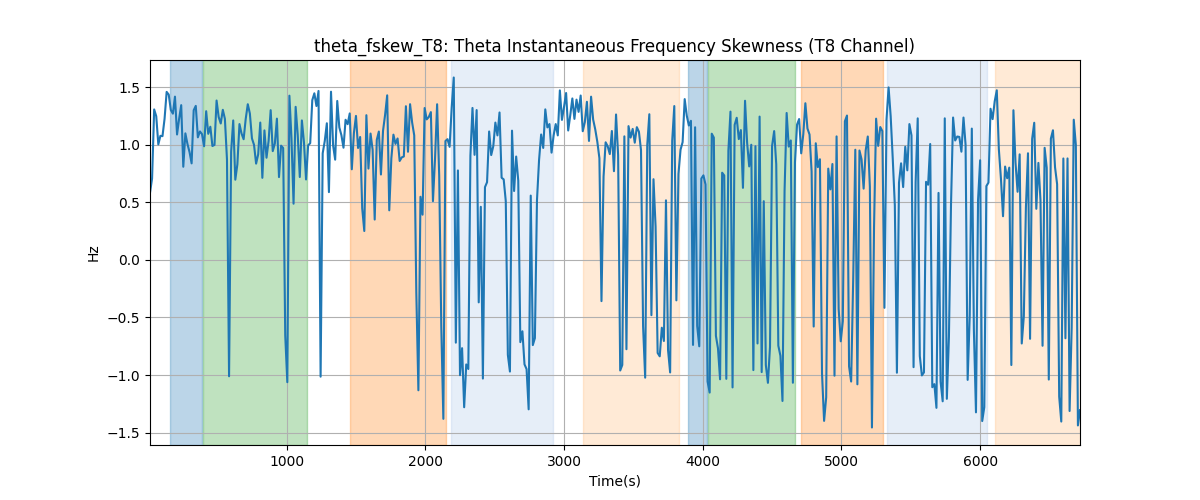 theta_fskew_T8: Theta Instantaneous Frequency Skewness (T8 Channel)
Hz
1.5
1.0
0.5
0.0
−0.5
−1.0
−1.5
1000 2000 3000 4000 5000 6000
Time(s)